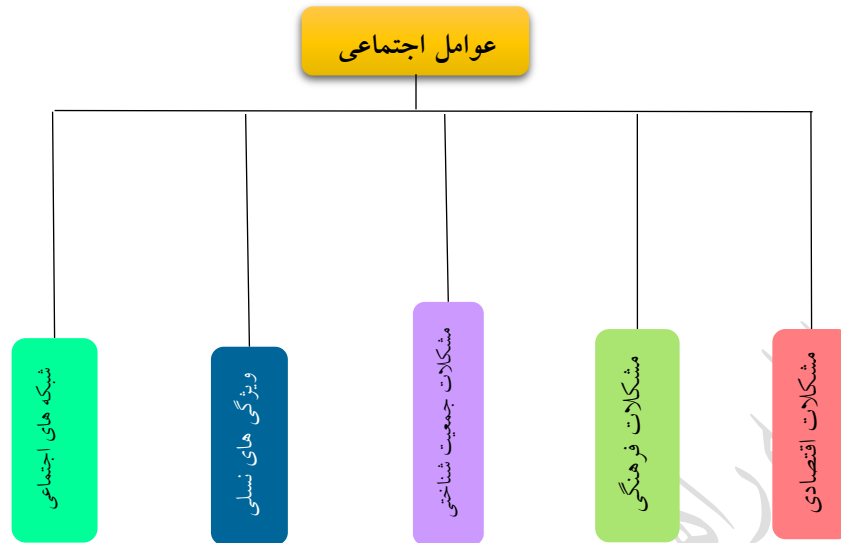 عوامل اجتماعی
مشکلات اقتصادی
مشکلات فرهنگی
مشکلات جمعیت شناختی
ویژگی های نسلی
شبکه های اجتماعی